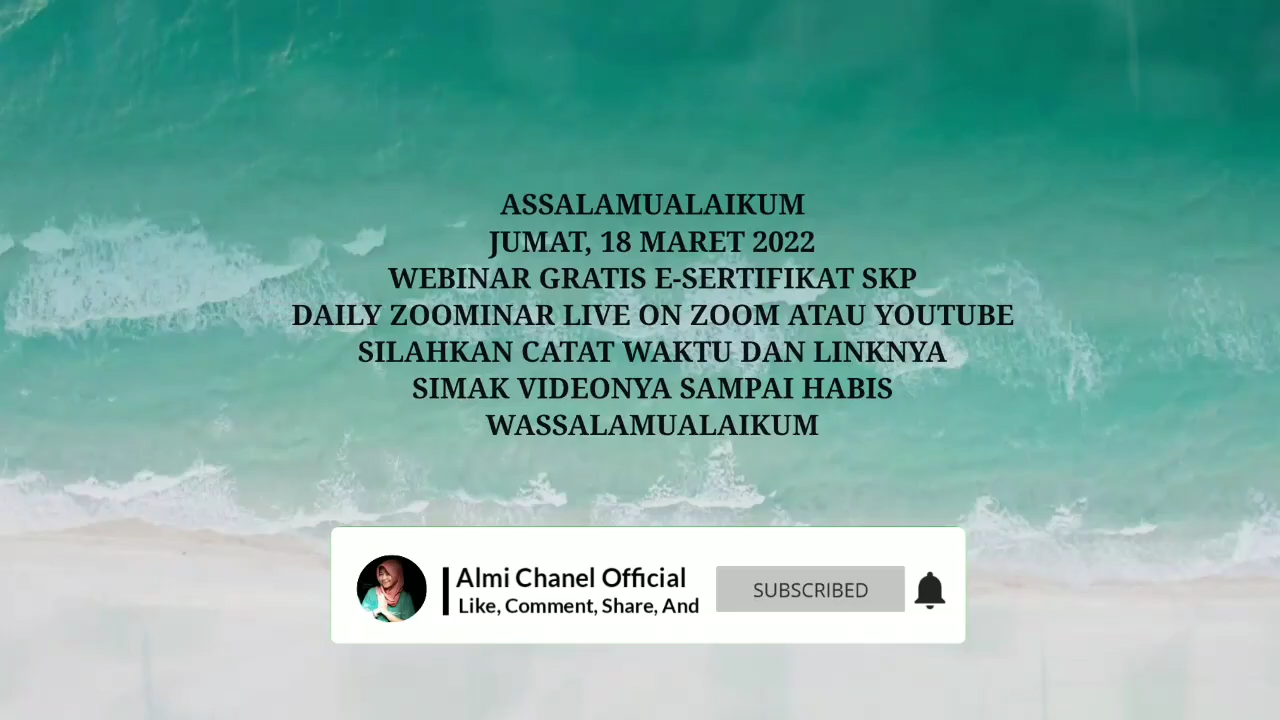 ASSALAMUALAIKUM
JUMAT, 18 MARET 2022
WEBINAR GRATIS E-SERTIFIKAT SKP
DAILY ZOOMINAR LIVE ON ZOOM ATAU YOUTUBE
SILAHKAN CATAT WAKTU DAN LINKNYA
SIMAK VIDEONYA SAMPAI HABIS
WASSALAMUALAIKUM
Almi Chanel Official
Like, Comment, Share, And
SUBSCRIBED